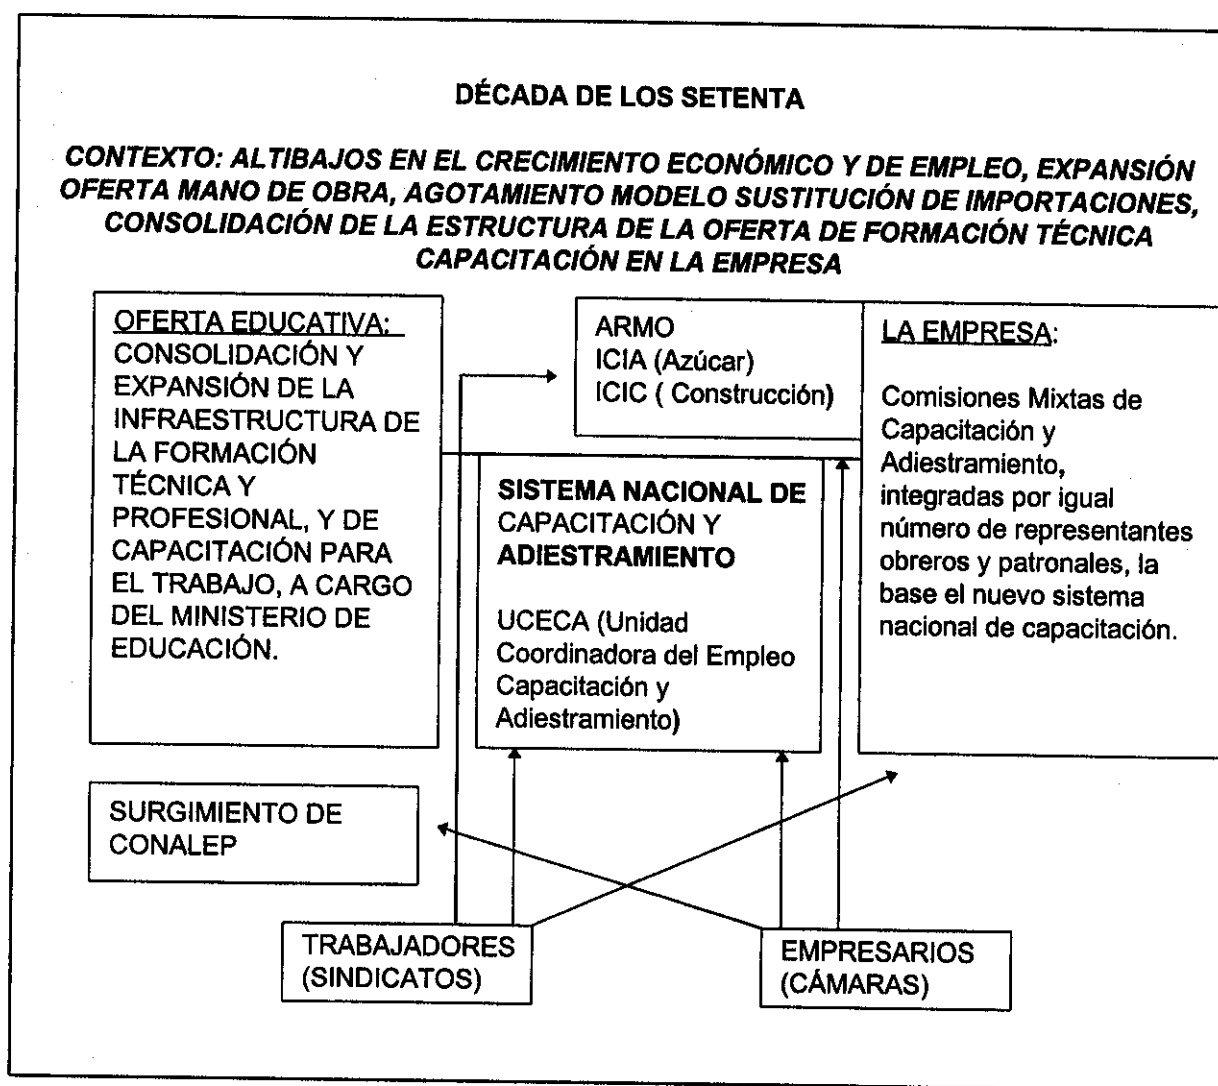 DÉCADA DE LOS SETENTA
CONTEXTO: ALTIBAJOS EN EL CRECIMIENTO ECONÓMICO Y DE EMPLEO, EXPANSIÓN
OFERTA MANO DE OBRA, AGOTAMIENTO MODELO SUSTITUCIÓN DE IMPORTACIONES,
CONSOLIDACIÓN DE LA ESTRUCTURA DE LA OFERTA DE FORMACIÓN TÉCNICA
CAPACITACIÓN EN LA EMPRESA
OFERTA EDUCATIVA:
CONSOLIDACIÓN Y
EXPANSIÓN DE LA
INFRAESTRUCTURA DE
LA FORMACIÓN
TÉCNICA Y
PROFESIONAL, Y DE
CAPACITACIÓN PARA
EL TRABAJO, A CARGO
DEL MINISTERIO DE
EDUCACIÓN.
ARMO
ICIA (Azúcar)
ICIC ( Construcción)
LA EMPRESA:
Comisiones Mixtas de
Capacitación y
Adiestramiento,
integradas por igual
número de representantes
obreros y patronales, la
base el nuevo sistema
nacional de capacitación.
SISTEMA NACIONAL DE
CAPACITACIÓN Y
ADIESTRAMIENTO
UCECA (Unidad
Coordinadora del Empleo
Capacitación y
Adiestramiento)
SURGIMIENTO DE
CONALEP
TRABAJADORES
(SINDICATOS)
EMPRESARIOS
(CÁMARAS)